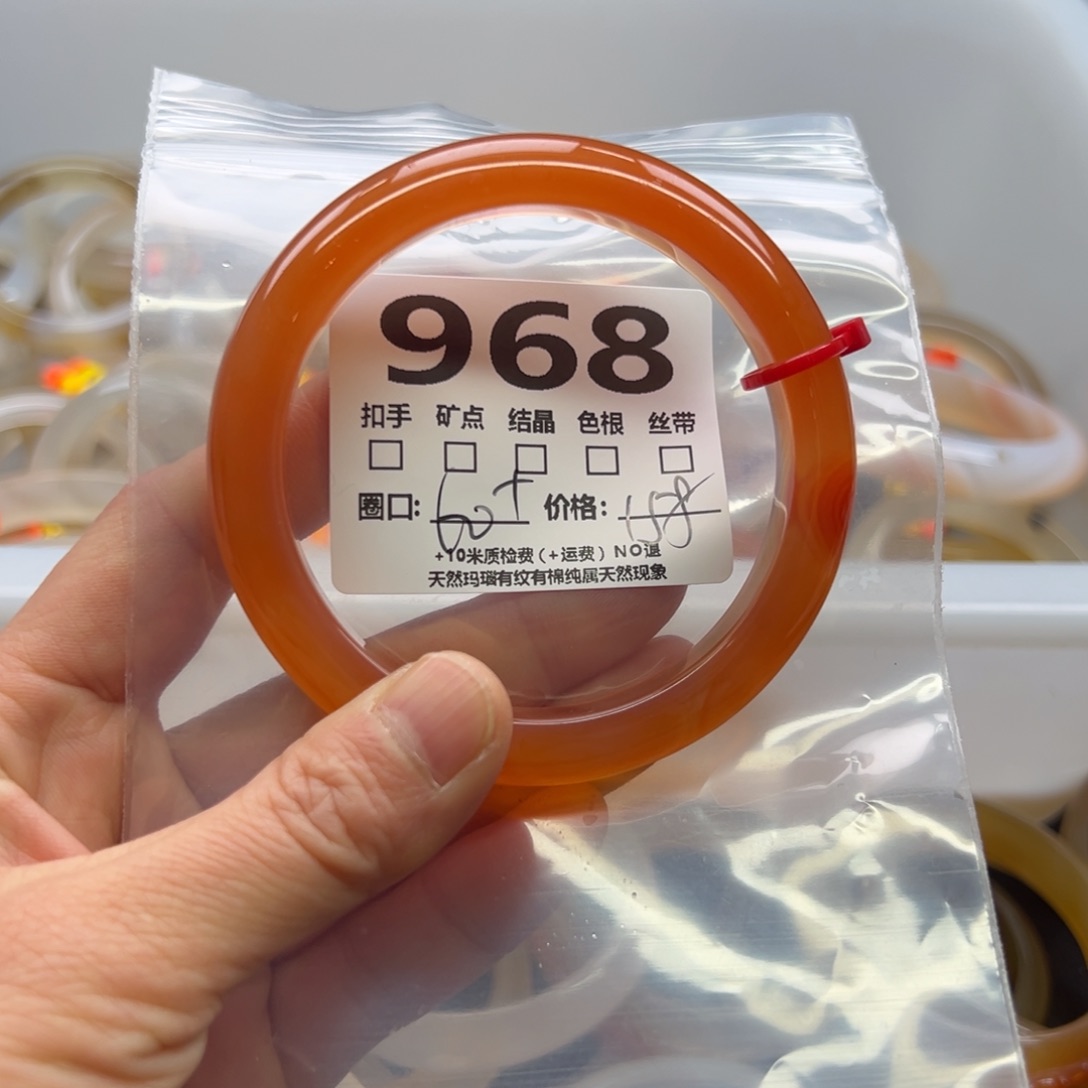 968
扣手 矿点 结晶 色根 丝带
圈口: 60+ 价格: 158
+10米质检费(+运费) NO退
天然玛瑙有纹有棉纯属天然现象